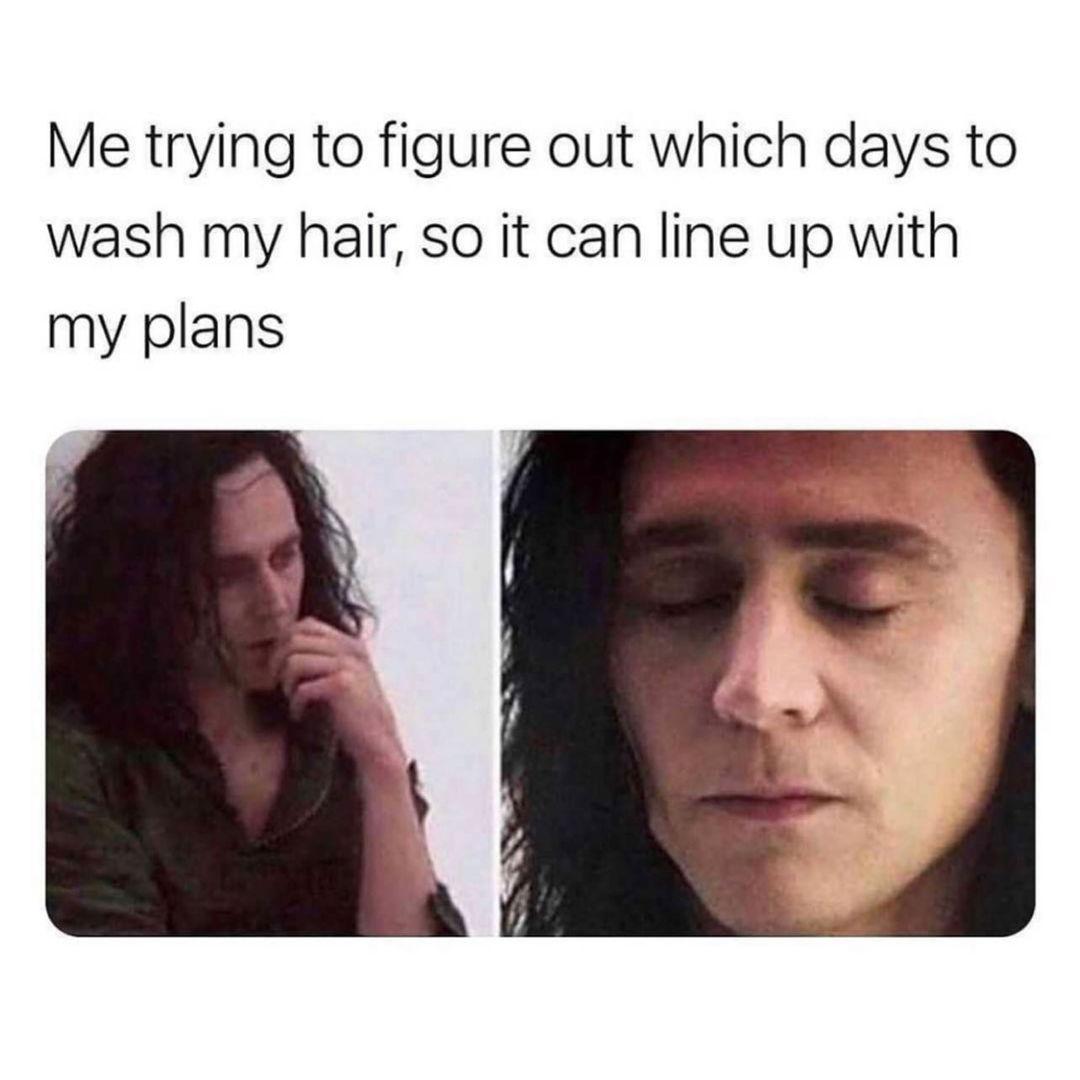 Me trying to figure out which days to
wash my hair, so it can line up with
my plans